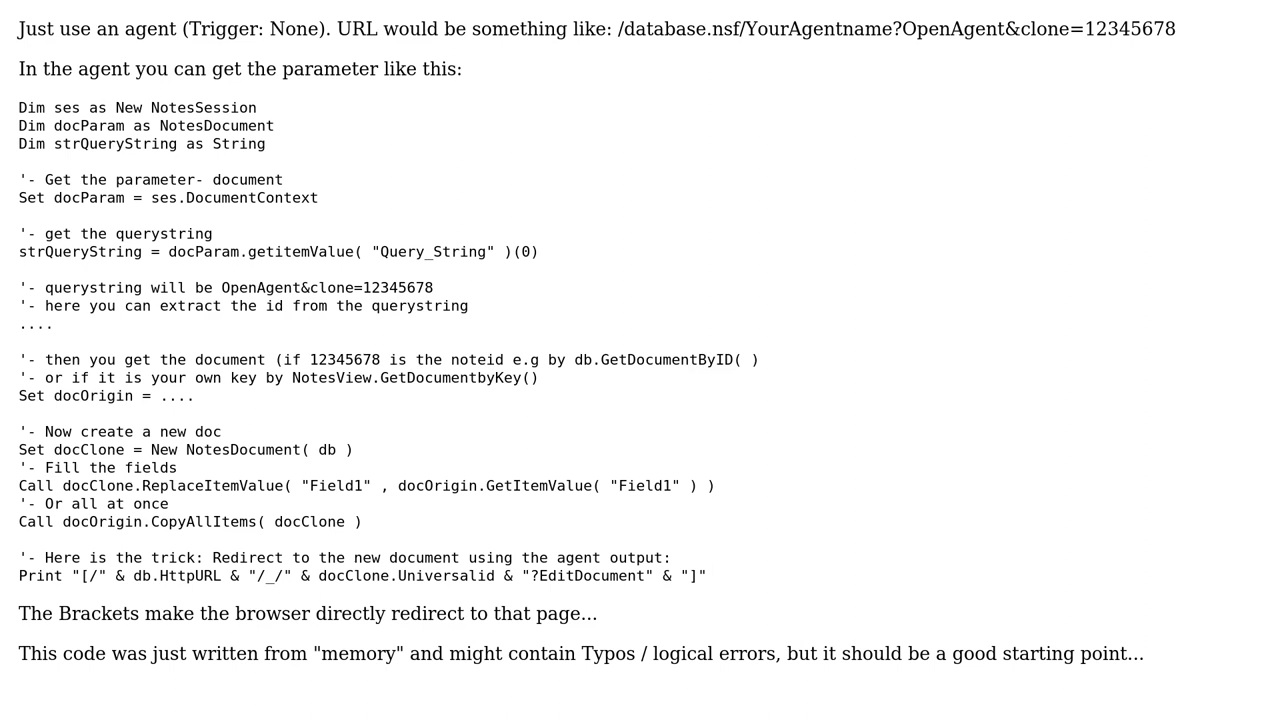 Just use an agent (Trigger: None). URL would be something like: /database.nsf/YourAgentname?OpenAgent&clone=12345678
In the agent you can get the parameter like this:
Dim ses as New NotesSession
Dim docParam as NotesDocument
Dim strQueryString as String
'- Get the parameter- document
Set docParam = ses.DocumentContext
'- get the querystring
strQueryString = docParam.getitemValue( "Query_String" )(0)
'- querystring will be OpenAgent&clone=12345678
'- here you can extract the id from the querystring
....
'- then you get the document (if 12345678 is the noteid e.g by db.GetDocumentByID( )
'- or if it is your own key by NotesView.GetDocumentbyKey()
Set docOrigin = ....
'- Now create a new doc
Set docClone = New NotesDocument( db )
'- Fill the fields
Call docClone.ReplaceItemValue( "Field1" , docOrigin.GetItemValue( "Field1" ) )
'- Or all at once
Call docOrigin.CopyAllItems( docClone )
'- Here is the trick: Redirect to the new document using the agent output:
Print "[/" & db.HttpURL & "/_/" & docClone.Universalid & "?EditDocument" & "]"
The Brackets make the browser directly redirect to that page...
This code was just written from "memory" and might contain Typos / logical errors, but it should be a good starting point...